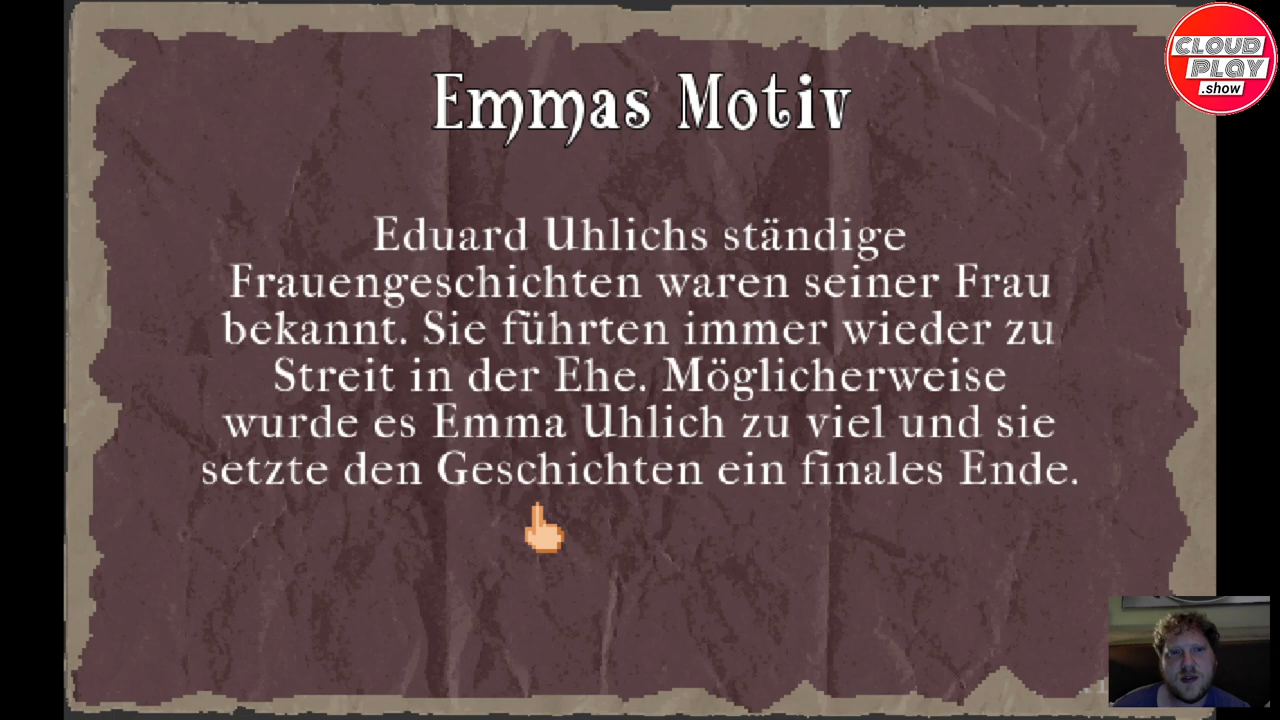 CLOUD
PLAY
.show
Emmas Motiv
Eduard Uhlichs ständige
Frauengeschichten waren seiner Frau
bekannt. Sie führten immer wieder zu
Streit in der Ehe. Möglicherweise
wurde es Emma Uhlich zu viel und sie
setzte den Geschichten ein finales Ende.